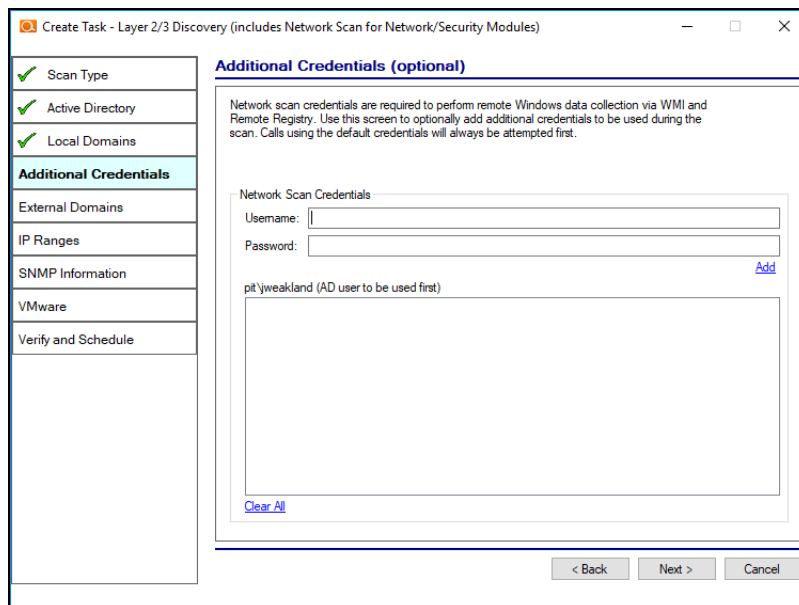 Create Task - Layer 2/3 Discovery (includes Network Scan for Network/Security Modules)
Scan Type
Active Directory
Local Domains
Additional Credentials
External Domains
IP Ranges
SNMP Information
VMware
Verify and Schedule
Additional Credentials (optional)
Network scan credentials are required to perform remote Windows data collection via WMI and
Remote Registry. Use this screen to optionally add additional credentials to be used during the
scan. Calls using the default credentials will always be attempted first.
Network Scan Credentials
Username:
Password:
Add
pit\jweakland (AD user to be used first)
Clear All
< Back
Next >
Cancel